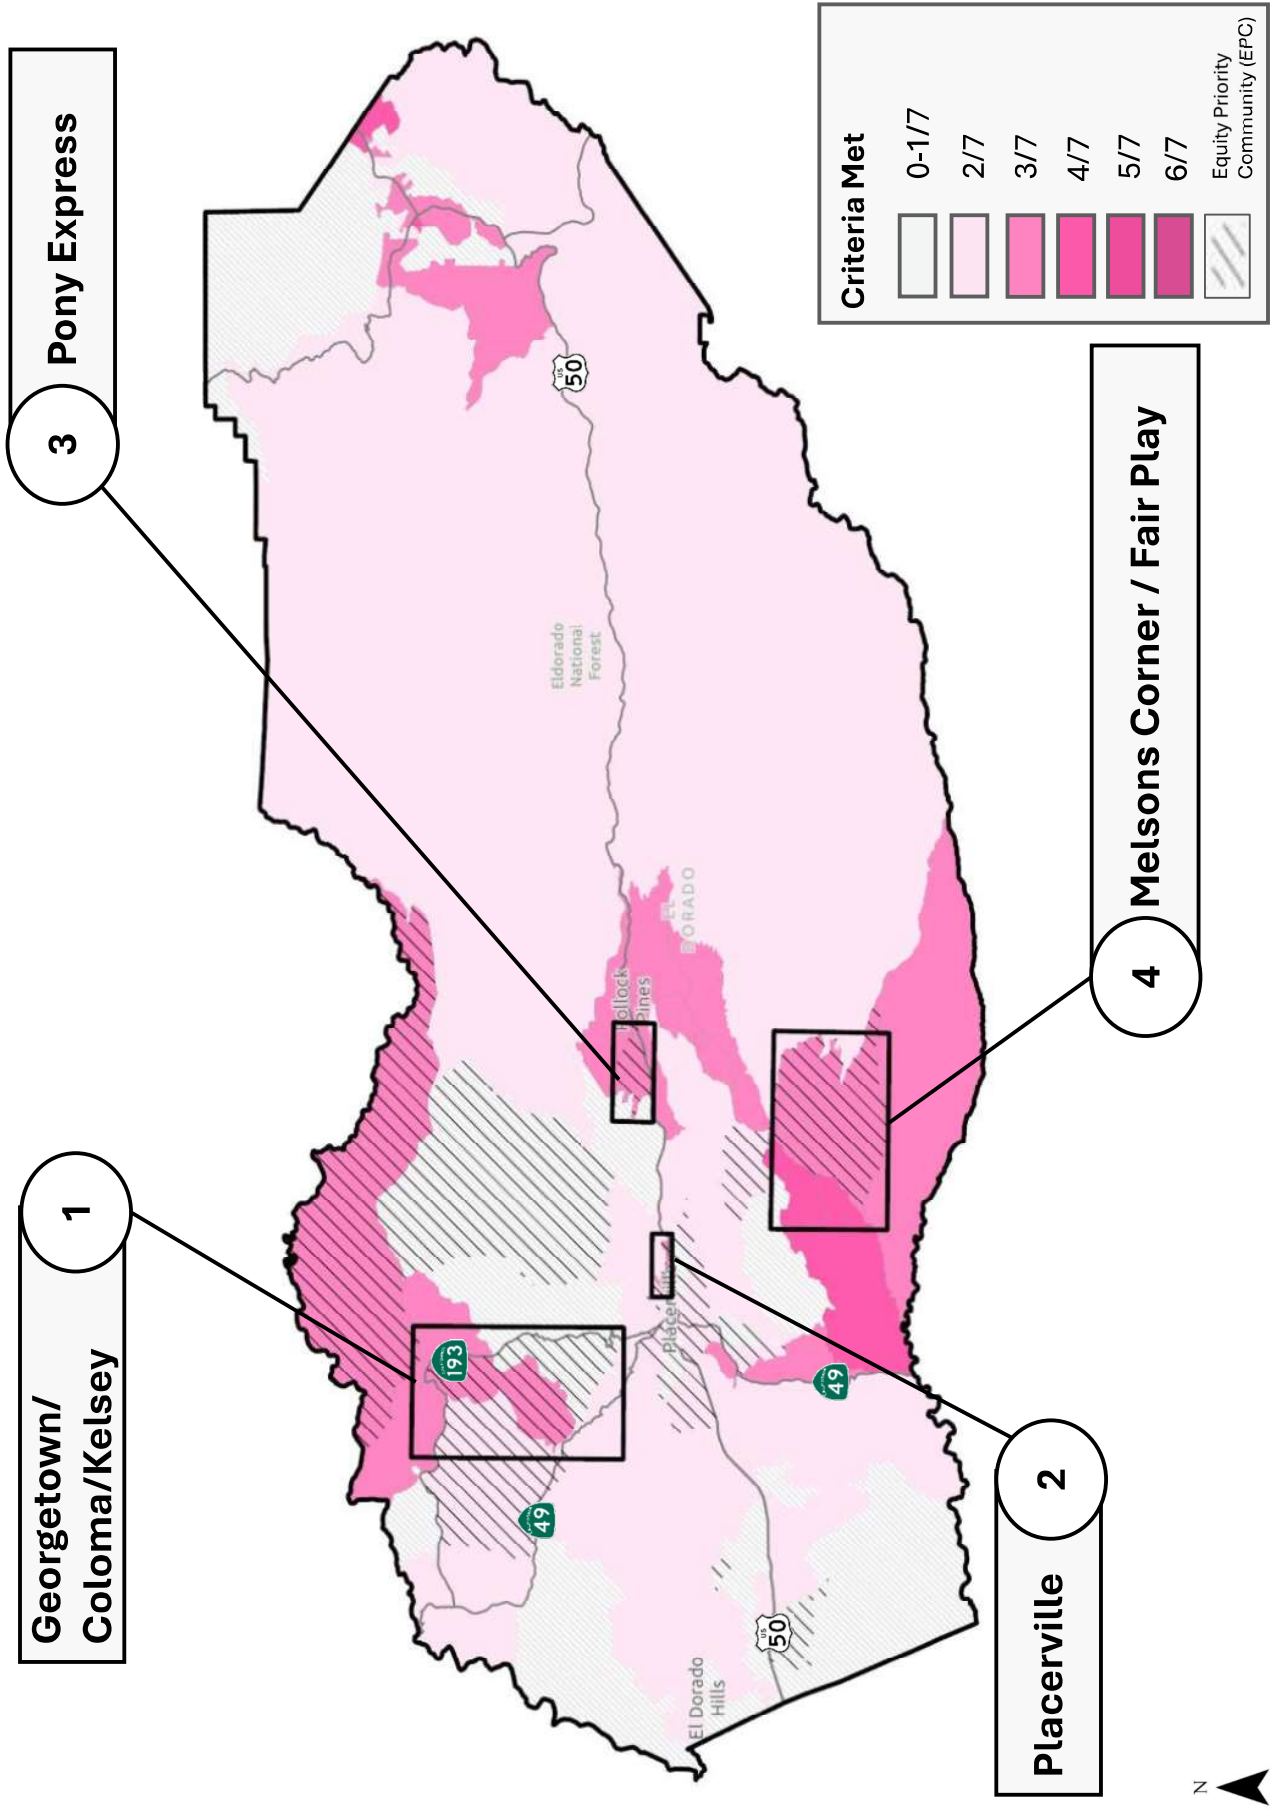 Georgetown/
Coloma/Kelsey
1
3
Pony Express
2
Placerville
4
Melsons Corner / Fair Play
193
49
49
US
50
US
50
Eldorado
National
Forest
Pollock
Pines
EL
DORADO
Placerville
El Dorado
Hills
N
Criteria Met
0-1/7
2/7
3/7
4/7
5/7
6/7
Equity Priority
Community (EPC)